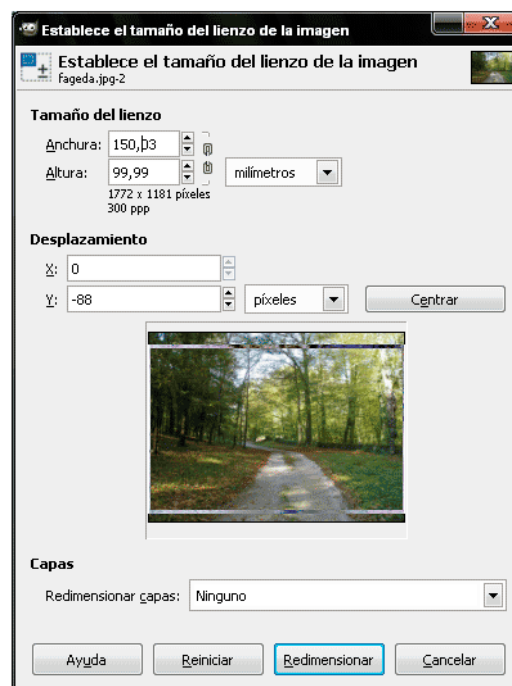 Establece el tamaño del lienzo de la imagen
Establece el tamaño del lienzo de la imagen
fageda.jpg-2
Tamaño del lienzo
Anchura: 150,03
Altura: 99,99 milímetros
1772 x 1181 píxeles
300 ppp
Desplazamiento
X: 0
Y: -88 píxeles Centrar
Capas
Redimensionar capas: Ninguno
Ayuda Reiniciar Redimensionar Cancelar